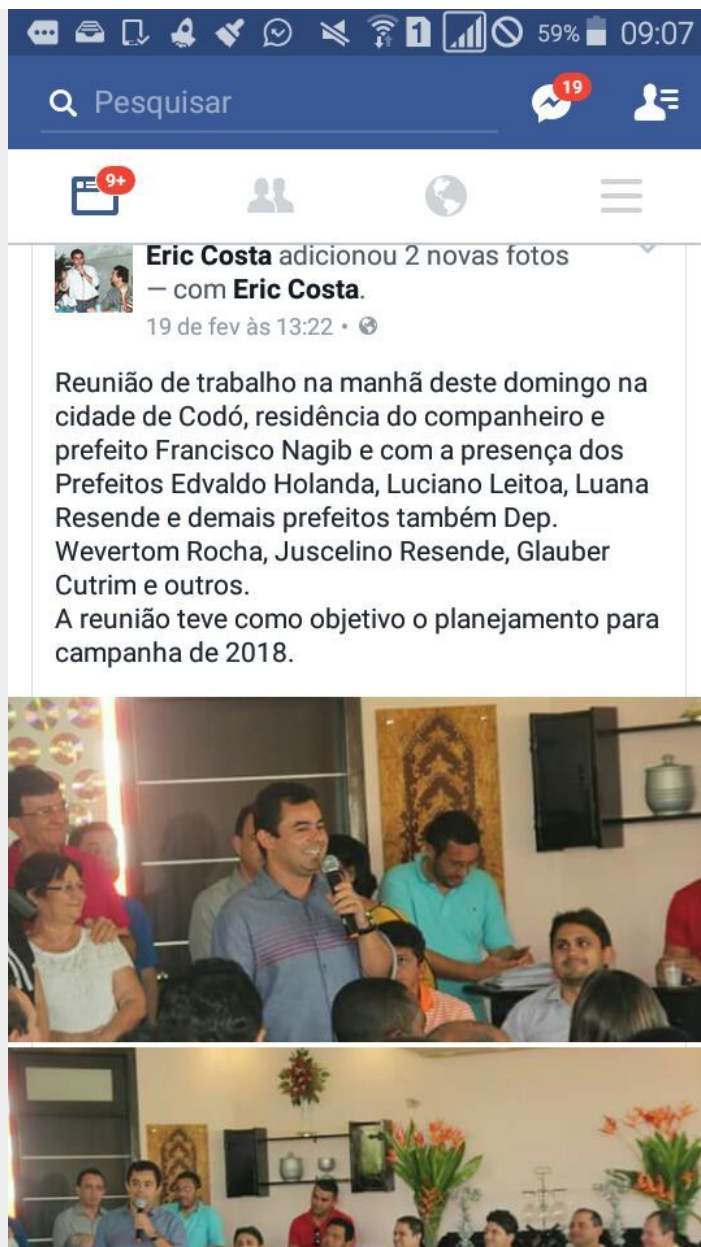 1
59%
09:07
Pesquisar
19
9+
Eric Costa adicionou 2 novas fotos
— com Eric Costa.
19 de fev às 13:22 •
Reunião de trabalho na manhã deste domingo na
cidade de Codó, residência do companheiro e
prefeito Francisco Nagib e com a presença dos
Prefeitos Edvaldo Holanda, Luciano Leitoa, Luana
Resende e demais prefeitos também Dep.
Wevertom Rocha, Juscelino Resende, Glauber
Cutrim e outros.
A reunião teve como objetivo o planejamento para
campanha de 2018.